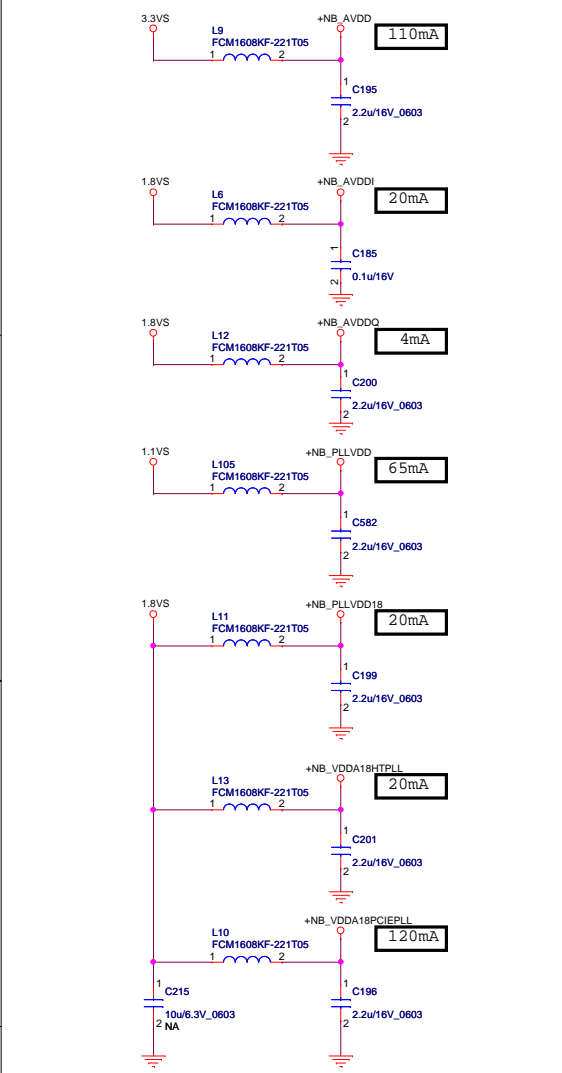 3.3VS
+NB_AVDD
110mA
L9
FCM1608KF-221T05
1
2
1
C195
2.2u/16V_0603
2
1.8VS
+NB_AVDDI
20mA
L6
FCM1608KF-221T05
1
2
1
C185
0.1u/16V
2
1.8VS
+NB_AVDDQ
4mA
L12
FCM1608KF-221T05
1
2
1
C200
2.2u/16V_0603
2
1.1VS
+NB_PLLVDD
65mA
L105
FCM1608KF-221T05
1
2
1
C582
2.2u/16V_0603
2
1.8VS
+NB_PLLVDD18
20mA
L11
FCM1608KF-221T05
1
2
1
C199
2.2u/16V_0603
2
+NB_VDDA18HTPLL
20mA
L13
FCM1608KF-221T05
1
2
1
C201
2.2u/16V_0603
2
+NB_VDDA18PCIEPLL
120mA
L10
FCM1608KF-221T05
1
2
1
C215
10u/6.3V_0603
2
NA
1
C196
2.2u/16V_0603
2